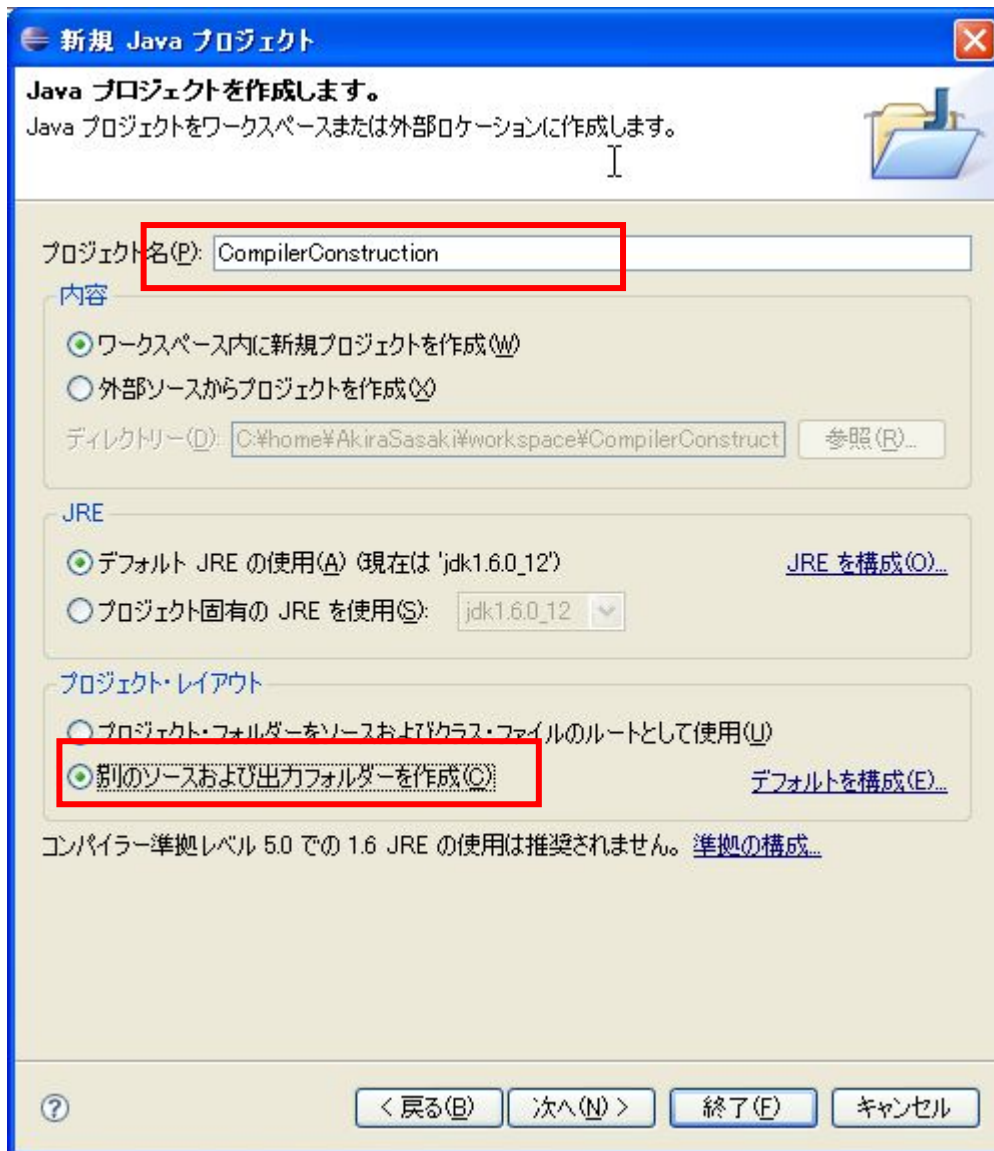 新規 Java プロジェクト
Java プロジェクトを作成します。
Java プロジェクトをワークスペースまたは外部ロケーションに作成します。
プロジェクト名(P): CompilerConstruction
内容
ワークスペース内に新規プロジェクトを作成(W)
外部ソースからプロジェクトを作成(X)
ディレクトリー(D): C:¥home¥AkiraSasaki¥workspace¥CompilerConstruct 参照(R)...
JRE
デフォルト JRE の使用(A) (現在は 'jdk1.6.0_12') JRE を構成(O)...
プロジェクト固有の JRE を使用(S): jdk1.6.0_12
プロジェクト・レイアウト
プロジェクト・フォルダーをソースおよびクラス・ファイルのルートとして使用(U)
別のソースおよび出力フォルダーを作成(C) デフォルトを構成(E)...
コンパイラー準拠レベル 5.0 での 1.6 JRE の使用は推奨されません。 準拠の構成...
? < 戻る(B) 次へ(N) > 終了(F) キャンセル